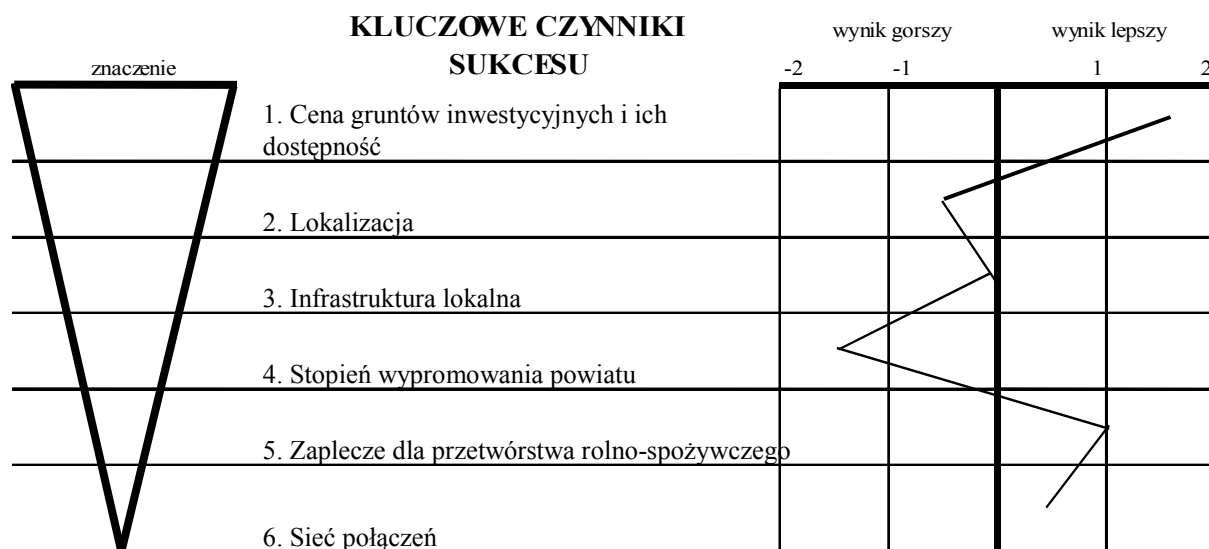 KLUCZOWE CZYNNIKI
SUKCESU
wynik gorszy
wynik lepszy
znaczenie
-2
-1
1
2
1. Cena gruntów inwestycyjnych i ich
dostępność
2. Lokalizacja
3. Infrastruktura lokalna
4. Stopień wypromowania powiatu
5. Zaplecze dla przetwórstwa rolno-spożywczego
6. Sieć połączeń